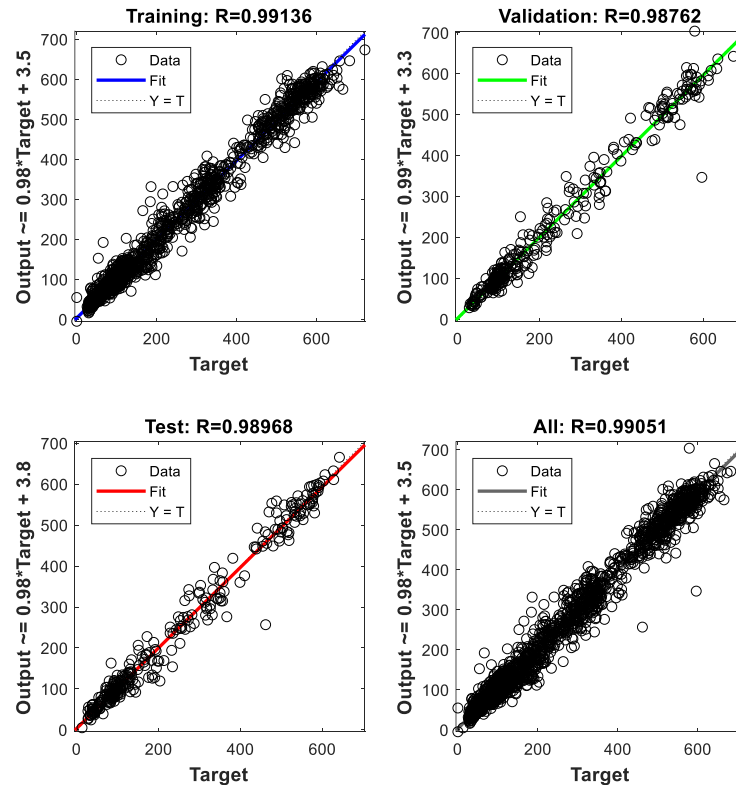 Training: R=0.99136
Output ~= 0.98*Target + 3.5
700
600
500
400
300
200
100
0
Data
Fit
Y = T
200
400
600
Target
Validation: R=0.98762
Output ~= 0.99*Target + 3.3
700
600
500
400
300
200
100
0
Data
Fit
Y = T
0
200
400
600
Target
Test: R=0.98968
Output ~= 0.98*Target + 3.8
700
600
500
400
300
200
100
0
Data
Fit
Y = T
0
200
400
600
Target
All: R=0.99051
Output ~= 0.98*Target + 3.5
700
600
500
400
300
200
100
0
Data
Fit
Y = T
0
200
400
600
Target